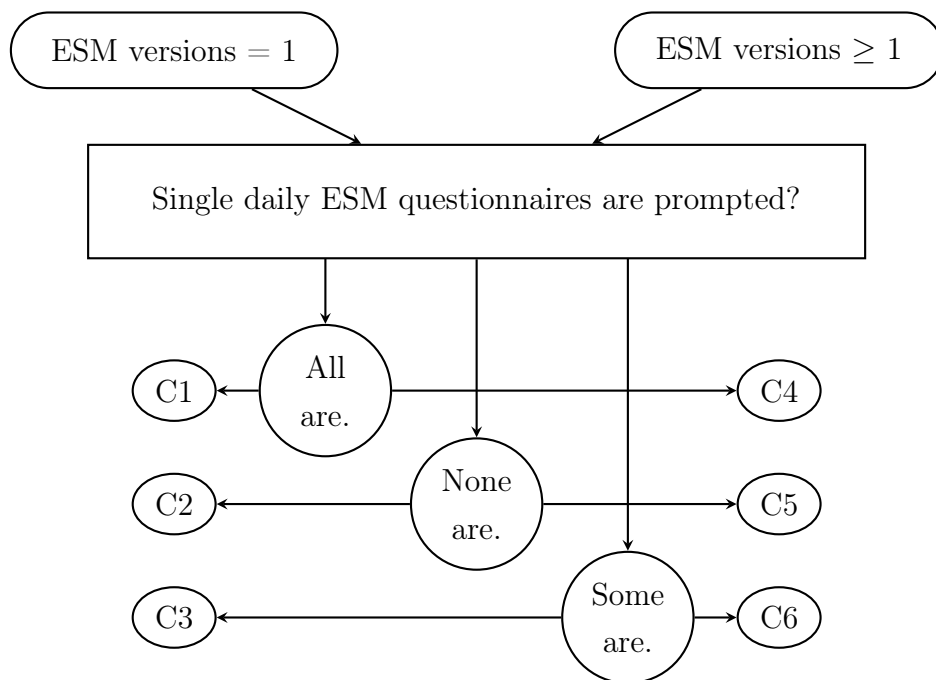 ESM versions = 1
ESM versions ≥ 1
Single daily ESM questionnaires are prompted?
All
are.
C1
C4
None
are.
C2
C5
Some
are.
C3
C6